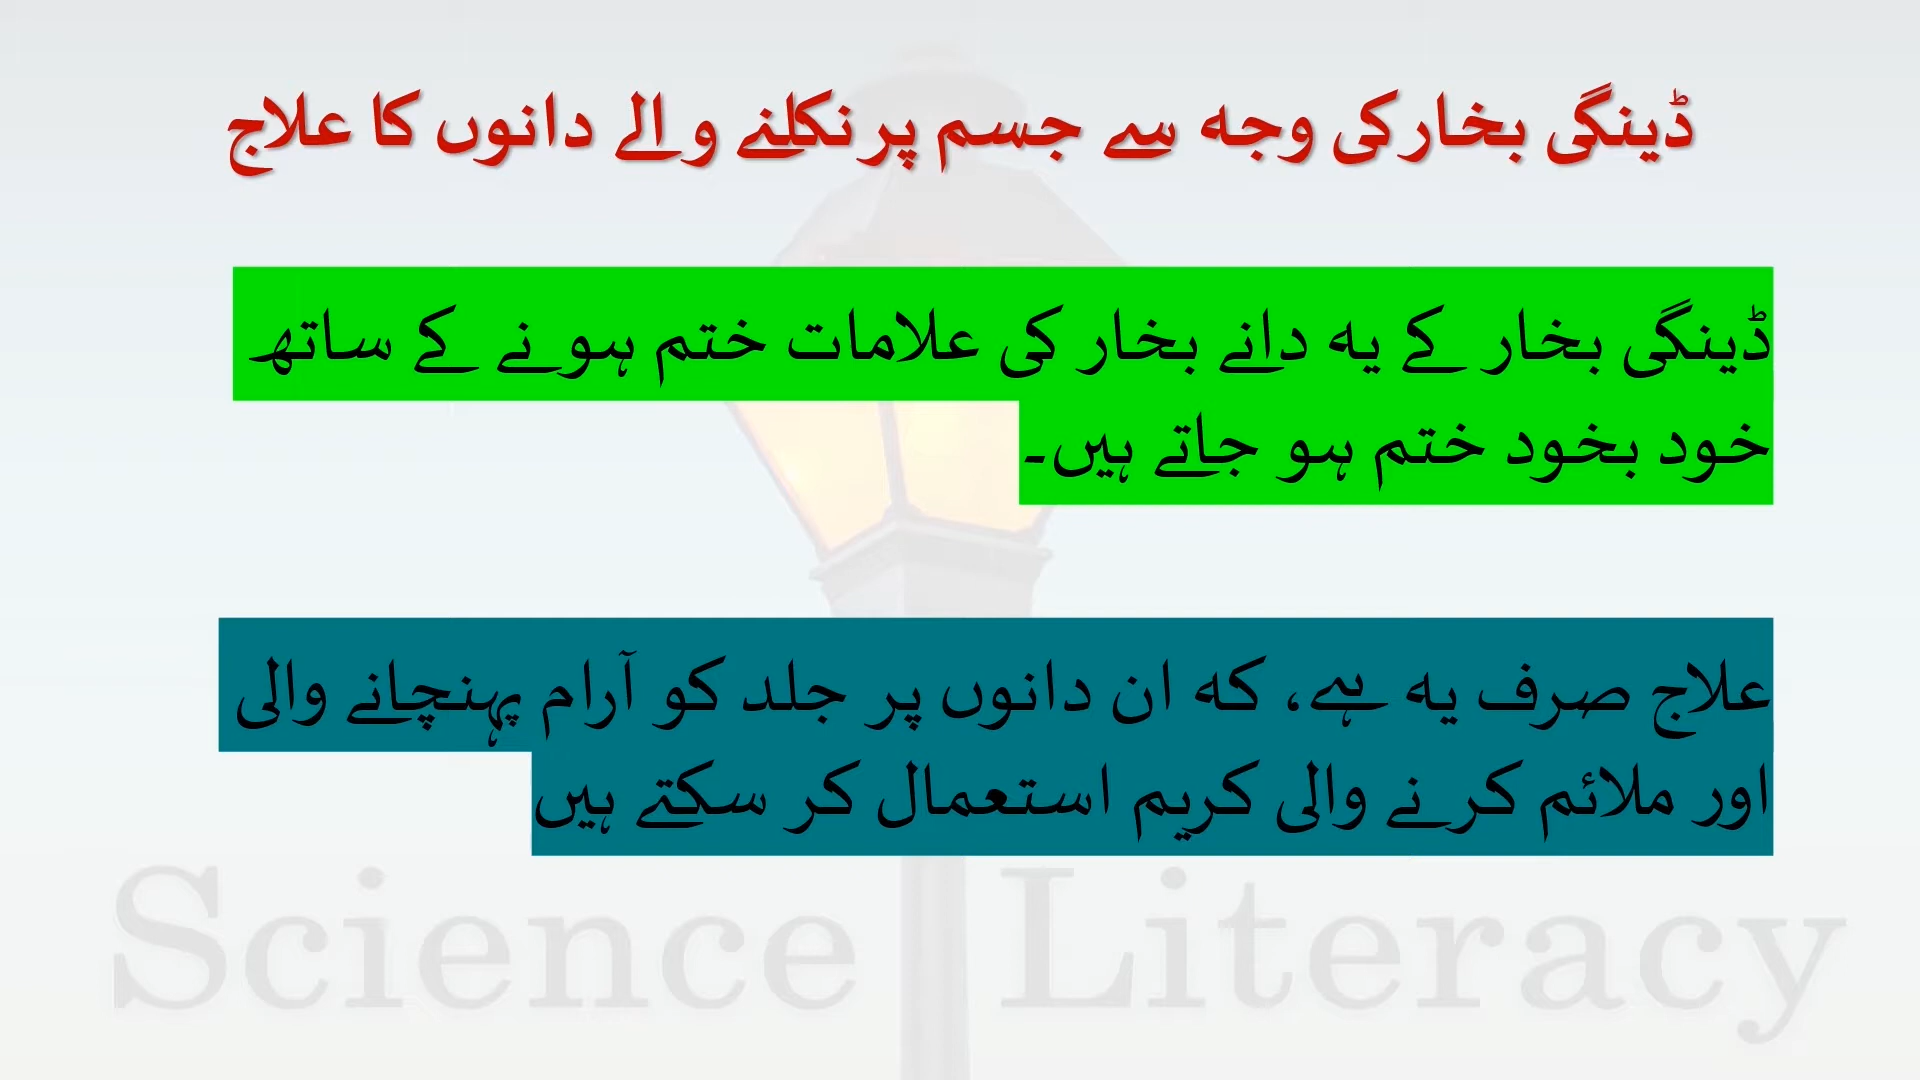 ڈینگی بخارکی وجہ سے جسم پر نکلنے والے دانوں کا علاج
ڈینگی بخار کے یہ دانے بخار کی علامات ختم ہونے کے ساتھ
خود بخود ختم ہو جاتے ہیں۔
علاج صرف یہ ہے، کہ ان دانوں پر جلد کو آرام پہنچانے والی
اور ملائم کرنے والی کریم استعمال کر سکتے ہیں
Science Literacy